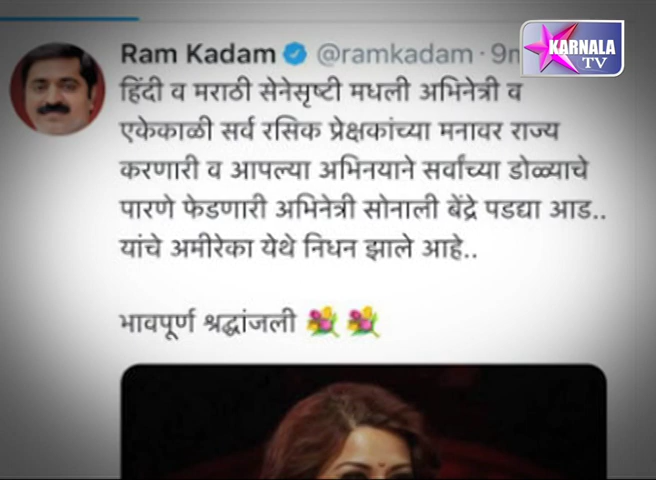 Ram Kadam @ramkadam · 9m
KARNALA
TV
हिंदी व मराठी सेनेसृष्टी मधली अभिनेत्री व
एकेकाळी सर्व रसिक प्रेक्षकांच्या मनावर राज्य
करणारी व आपल्या अभिनयाने सर्वांच्या डोळ्याचे
पारणे फेडणारी अभिनेत्री सोनाली बेंद्रे पडद्या आड..
यांचे अमीरेका येथे निधन झाले आहे..
भावपूर्ण श्रद्धांजली 💐 💐